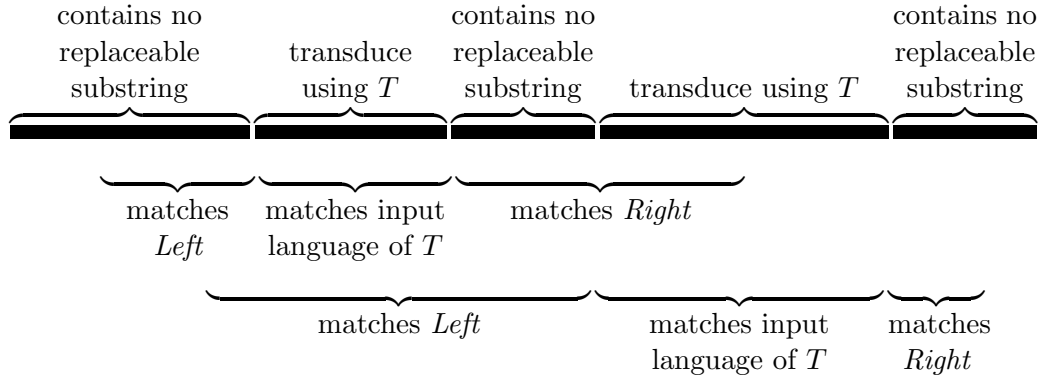 contains no
replaceable
substring
transduce
using T
contains no
replaceable
substring
transduce using T
contains no
replaceable
substring
matches
Left
matches input
language of T
matches Right
matches Left
matches input
language of T
matches
Right